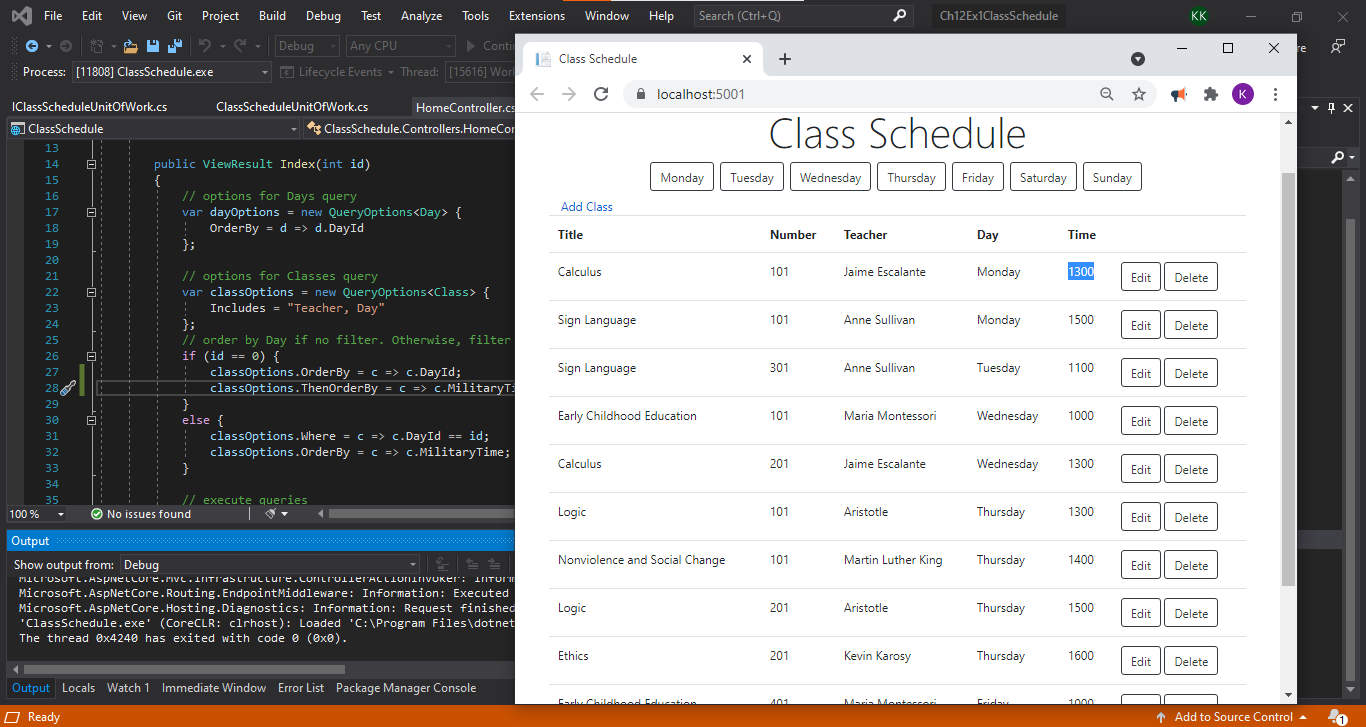 File Edit View Git Project Build Debug Test Analyze Tools Extensions Window Help Search (Ctrl+Q) Ch12Ex1ClassSchedule KK
Debug Any CPU Contin
Process: [11808] ClassSchedule.exe Lifecycle Events Thread: [15616] Wor
IClassScheduleUnitOfWork.cs ClassScheduleUnitOfWork.cs HomeController.cs
ClassSchedule ClassSchedule.Controllers.HomeCor
13
14 public ViewResult Index(int id)
15 {
16 // options for Days query
17 var dayOptions = new QueryOptions<Day> {
18 OrderBy = d => d.DayId
19 };
20
21 // options for Classes query
22 var classOptions = new QueryOptions<Class> {
23 Includes = "Teacher, Day"
24 };
25 // order by Day if no filter. Otherwise, filter
26 if (id == 0) {
27 classOptions.OrderBy = c => c.DayId;
28 classOptions.ThenOrderBy = c => c.MilitaryTi
29 }
30 else {
31 classOptions.Where = c => c.DayId == id;
32 classOptions.OrderBy = c => c.MilitaryTime;
33 }
34
35 // execute queries
100 % No issues found
Output
Show output from: Debug
Microsoft.AspNetCore.Mvc.Infrastructure.ControllerActionInvoker: Inform
Microsoft.AspNetCore.Routing.EndpointMiddleware: Information: Executed
Microsoft.AspNetCore.Hosting.Diagnostics: Information: Request finished
'ClassSchedule.exe' (CoreCLR: clrhost): Loaded 'C:\Program Files\dotnet
The thread 0x4240 has exited with code 0 (0x0).
Output Locals Watch 1 Immediate Window Error List Package Manager Console
Ready Add to Source Control 1
Class Schedule
localhost:5001 K
Class Schedule
Monday Tuesday Wednesday Thursday Friday Saturday Sunday
Add Class
Title Number Teacher Day Time
Calculus 101 Jaime Escalante Monday 1300 Edit Delete
Sign Language 101 Anne Sullivan Monday 1500 Edit Delete
Sign Language 301 Anne Sullivan Tuesday 1100 Edit Delete
Early Childhood Education 101 Maria Montessori Wednesday 1000 Edit Delete
Calculus 201 Jaime Escalante Wednesday 1300 Edit Delete
Logic 101 Aristotle Thursday 1300 Edit Delete
Nonviolence and Social Change 101 Martin Luther King Thursday 1400 Edit Delete
Logic 201 Aristotle Thursday 1500 Edit Delete
Ethics 201 Kevin Karosy Thursday 1600 Edit Delete
Early Childhood Education 401 Maria Montessori Friday 1000